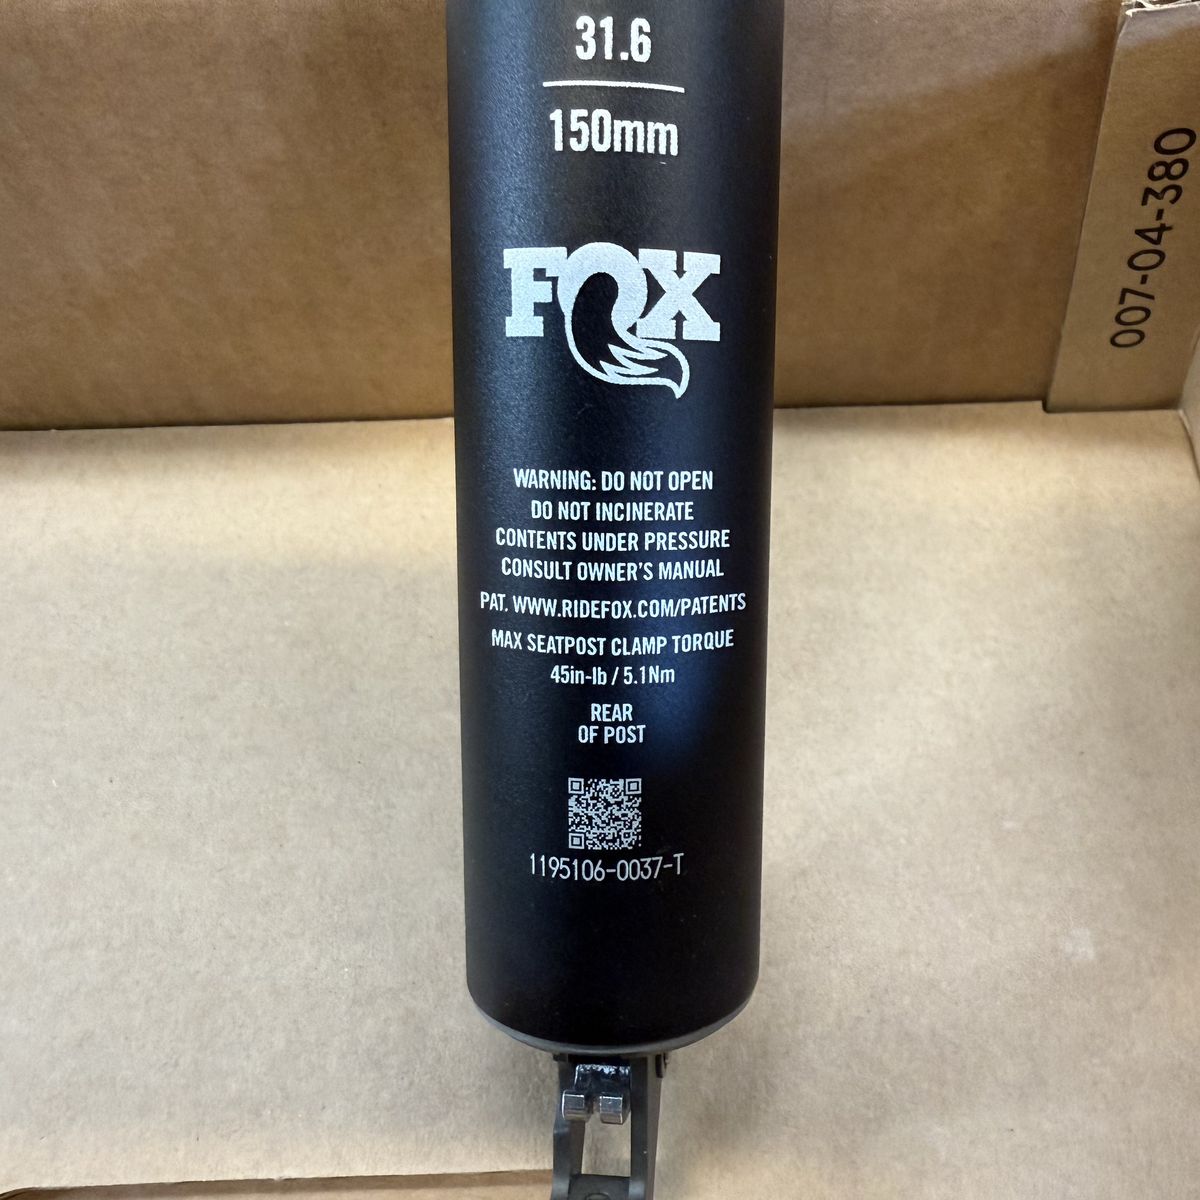 31.6
150mm
FOX
WARNING: DO NOT OPEN
DO NOT INCINERATE
CONTENTS UNDER PRESSURE
CONSULT OWNER'S MANUAL
PAT. WWW.RIDEFOX.COM/PATENTS
MAX SEATPOST CLAMP TORQUE
45in-lb / 5.1Nm
REAR
OF POST
1195106-0037-T
007-04-380